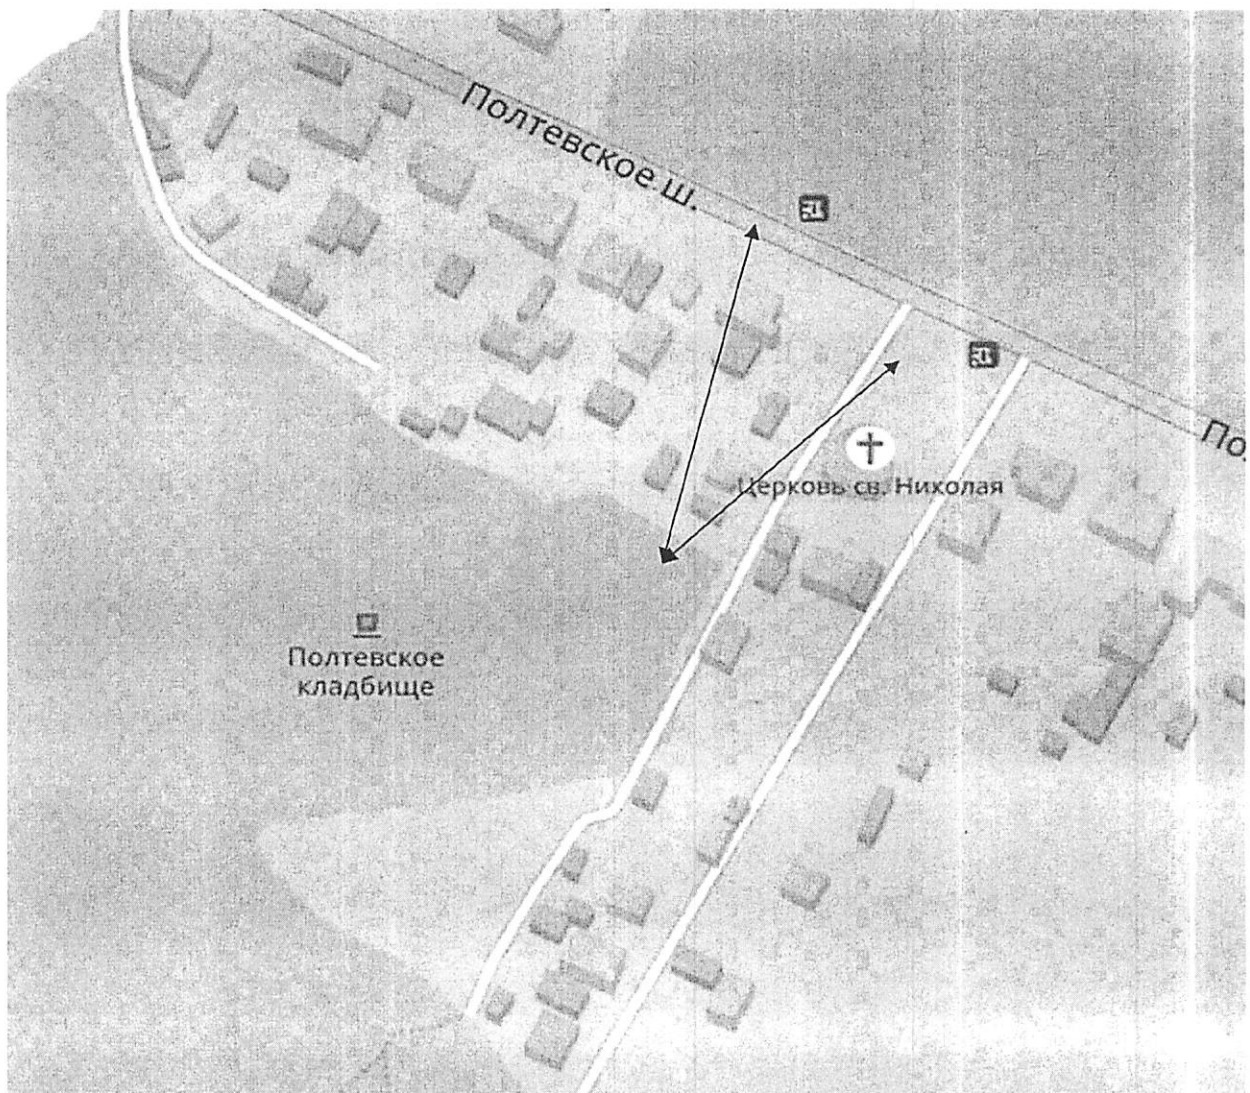 Полтевское ш.
По
Церковь св. Николая
Полтевское
кладбище